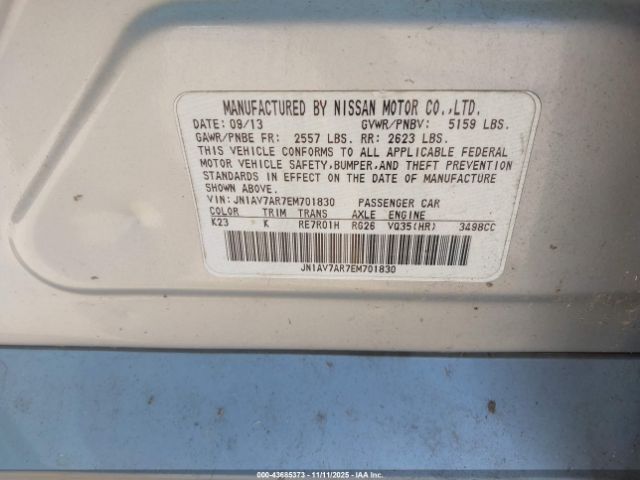 MANUFACTURED BY NISSAN MOTOR CO.,LTD.
DATE: 09/13 GVWR/PNBV: 5159 LBS.
GAWR/PNBE FR: 2557 LBS. RR: 2623 LBS.
THIS VEHICLE CONFORMS TO ALL APPLICABLE FEDERAL
MOTOR VEHICLE SAFETY,BUMPER,AND THEFT PREVENTION
STANDARDS IN EFFECT ON THE DATE OF MANUFACTURE
SHOWN ABOVE.
VIN: JN1AV7AR7EM701830 PASSENGER CAR
COLOR TRIM TRANS AXLE ENGINE
K23 K RE7R01H RG26 VQ35(HR) 3498CC
JN1AV7AR7EM701830
000-43685373 - 11/11/2025 - IAAI.COM